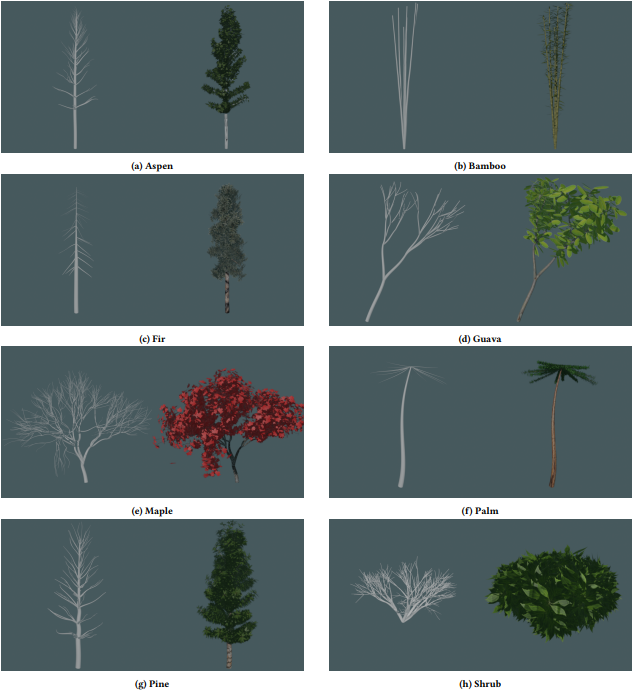 (a) Aspen
(b) Bamboo
(c) Fir
(d) Guava
(e) Maple
(f) Palm
(g) Pine
(h) Shrub